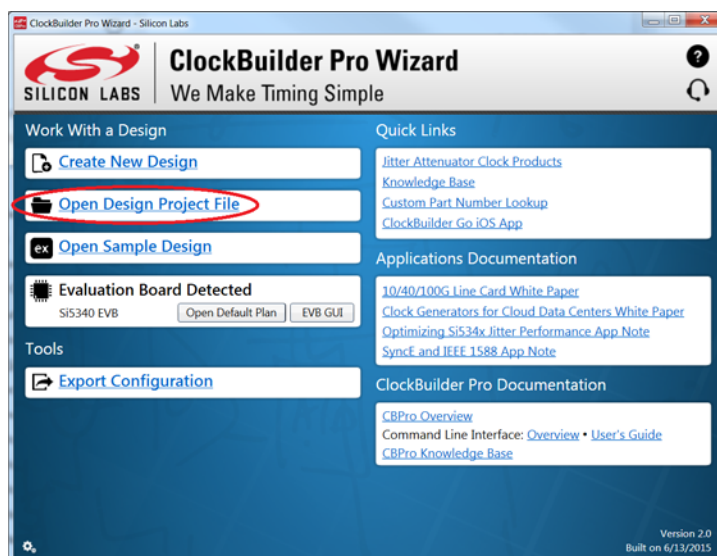 ClockBuilder Pro Wizard - Silicon Labs
SILICON LABS
ClockBuilder Pro Wizard
We Make Timing Simple
?
Work With a Design
Create New Design
Open Design Project File
ex Open Sample Design
Evaluation Board Detected
Si5340 EVB
Open Default Plan
EVB GUI
Tools
Export Configuration
Quick Links
Jitter Attenuator Clock Products
Knowledge Base
Custom Part Number Lookup
ClockBuilder Go iOS App
Applications Documentation
10/40/100G Line Card White Paper
Clock Generators for Cloud Data Centers White Paper
Optimizing Si534x Jitter Performance App Note
SyncE and IEEE 1588 App Note
ClockBuilder Pro Documentation
CBPro Overview
Command Line Interface: Overview • User's Guide
CBPro Knowledge Base
Version 2.0
Built on 6/13/2015